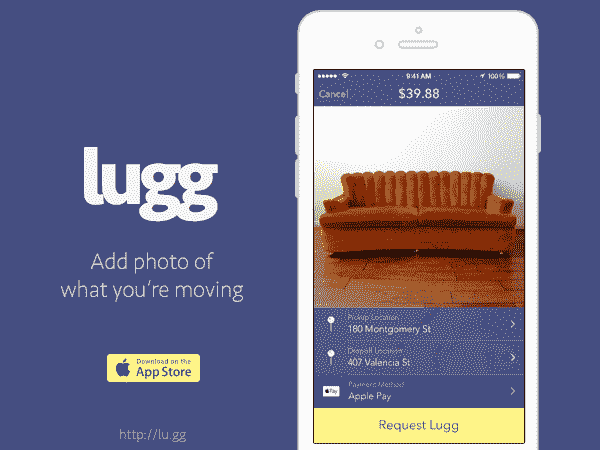 lugg
Add photo of
what you're moving
Download on the
App Store
http://lu.gg
9:41 AM
100%
Cancel
$39.88
Pickup Location
180 Montgomery St
Dropoff Location
407 Valencia St
Pay
Payment Method
Apple Pay
Request Lugg